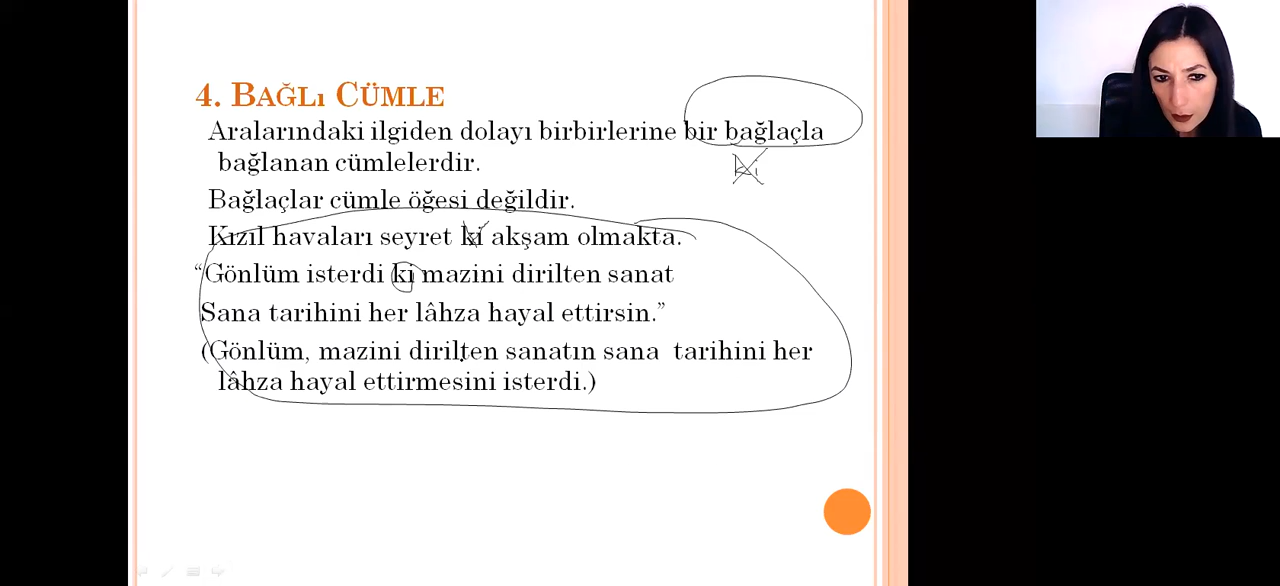 4. BAĞLı CÜMLE
Aralarındaki ilgiden dolayı birbirlerine bir bağlaçla
bağlanan cümlelerdir.
ki
Bağlaçlar cümle öğesi değildir.
Kızıl havaları seyret ki akşam olmakta.
“Gönlüm isterdi ki mazini dirilten sanat
Sana tarihini her lâhza hayal ettirsin.”
(Gönlüm, mazini dirilten sanatın sana tarihini her
lâhza hayal ettirmesini isterdi.)